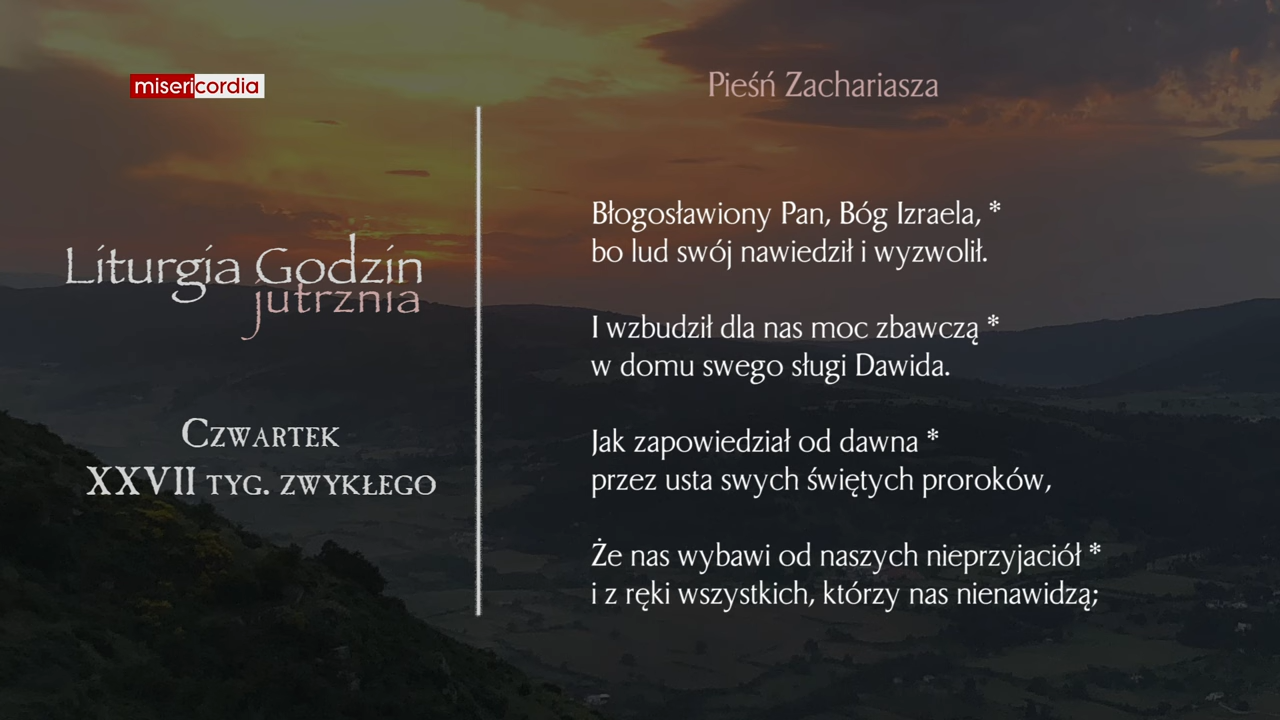 misericordia
Liturgia Godzin
jutrznia
Czwartek
XXVII tyg. zwykłego
Pieśń Zachariasza
Błogosławiony Pan, Bóg Izraela, *
bo lud swój nawiedził i wyzwolił.
I wzbudził dla nas moc zbawczą *
w domu swego sługi Dawida.
Jak zapowiedział od dawna *
przez usta swych świętych proroków,
Że nas wybawi od naszych nieprzyjaciół *
i z ręki wszystkich, którzy nas nienawidzą;